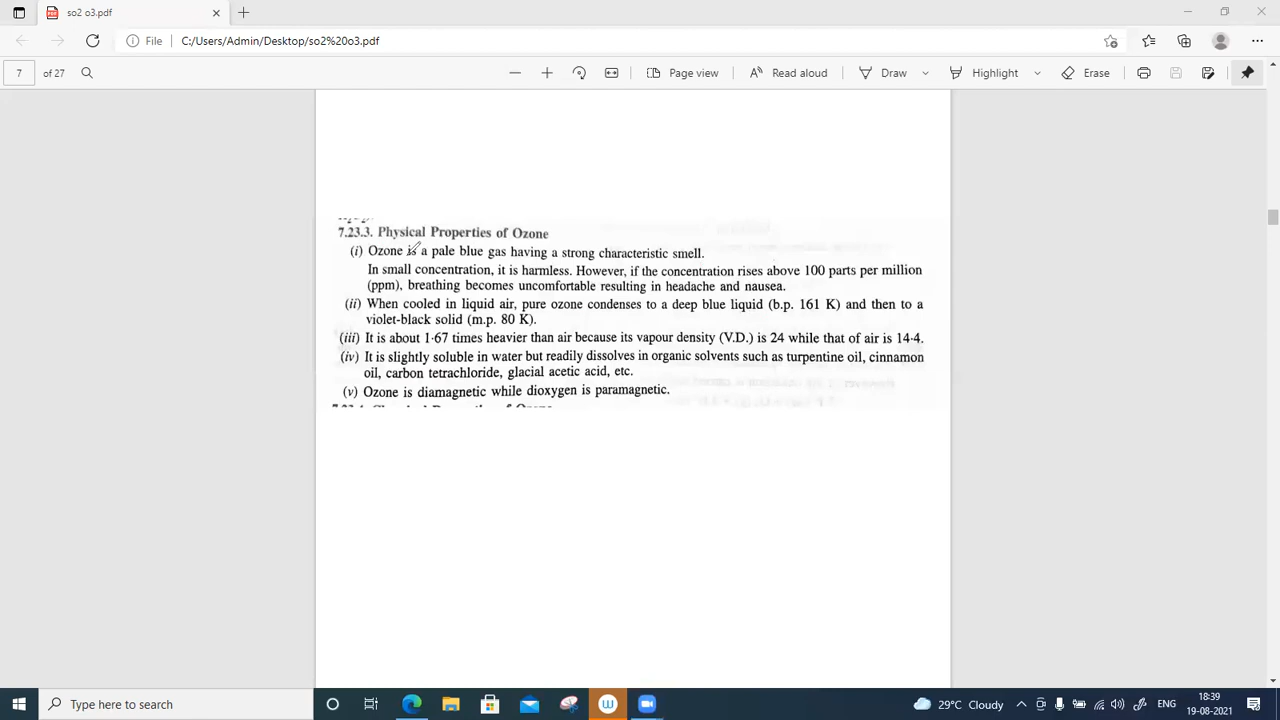 so2 o3.pdf
File C:/Users/Admin/Desktop/so2%20o3.pdf
7 of 27 Page view Read aloud Draw Highlight Erase
7.23.3. Physical Properties of Ozone
(i) Ozone is a pale blue gas having a strong characteristic smell.
In small concentration, it is harmless. However, if the concentration rises above 100 parts per million
(ppm), breathing becomes uncomfortable resulting in headache and nausea.
(ii) When cooled in liquid air, pure ozone condenses to a deep blue liquid (b.p. 161 K) and then to a
violet-black solid (m.p. 80 K).
(iii) It is about 1·67 times heavier than air because its vapour density (V.D.) is 24 while that of air is 14·4.
(iv) It is slightly soluble in water but readily dissolves in organic solvents such as turpentine oil, cinnamon
oil, carbon tetrachloride, glacial acetic acid, etc.
(v) Ozone is diamagnetic while dioxygen is paramagnetic.
Type here to search
29°C Cloudy ENG 18:39
19-08-2021